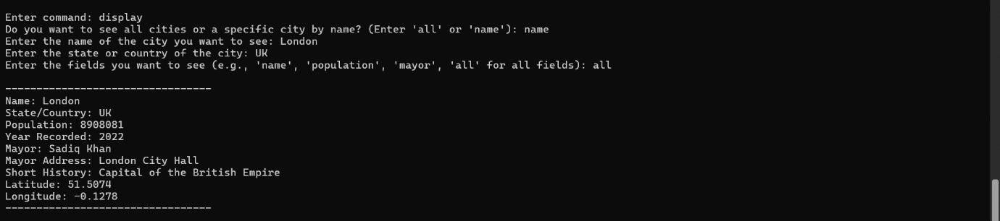 Enter command: display
Do you want to see all cities or a specific city by name? (Enter 'all' or 'name'): name
Enter the name of the city you want to see: London
Enter the state or country of the city: UK
Enter the fields you want to see (e.g., 'name', 'population', 'mayor', 'all' for all fields): all
---------------------------------
Name: London
State/Country: UK
Population: 8908081
Year Recorded: 2022
Mayor: Sadiq Khan
Mayor Address: London City Hall
Short History: Capital of the British Empire
Latitude: 51.5074
Longitude: -0.1278
---------------------------------